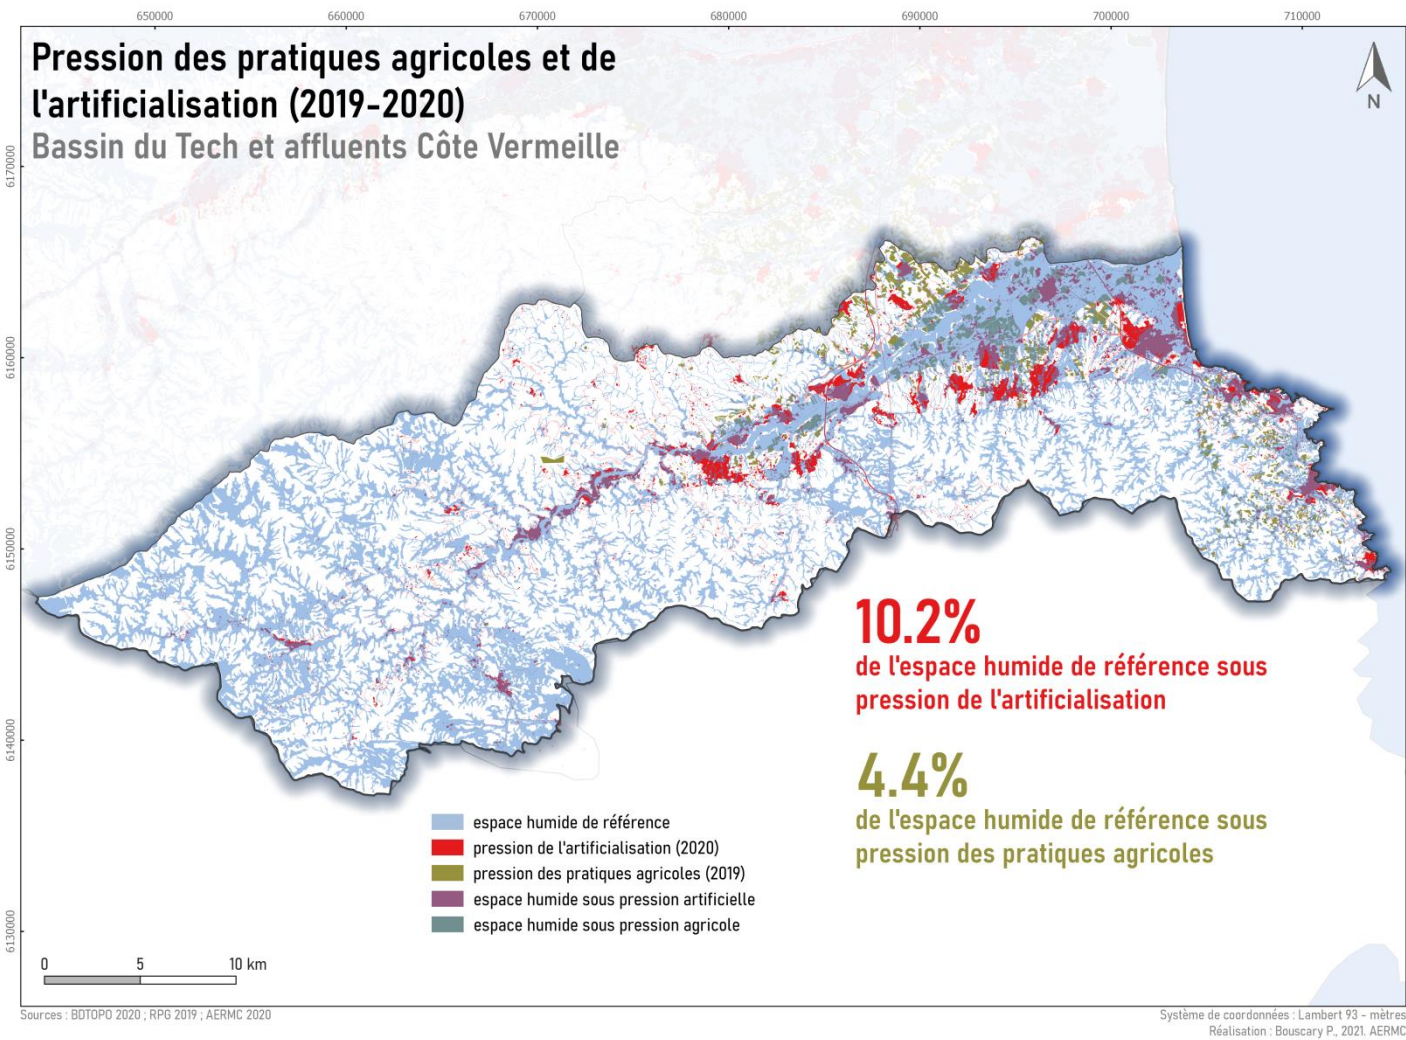 650000 660000 670000 680000 690000 700000 710000
Pression des pratiques agricoles et de
l'artificialisation (2019-2020)
Bassin du Tech et affluents Côte Vermeille
N
6170000
6160000
6150000
6140000
6130000
10.2%
de l'espace humide de référence sous
pression de l'artificialisation
4.4%
de l'espace humide de référence sous
pression des pratiques agricoles
espace humide de référence
pression de l'artificialisation (2020)
pression des pratiques agricoles (2019)
espace humide sous pression artificielle
espace humide sous pression agricole
0 5 10 km
Sources : BDTOPO 2020 ; RPG 2019 ; AERMC 2020
Système de coordonnées : Lambert 93 - mètres
Réalisation : Bouscary P., 2021. AERMC